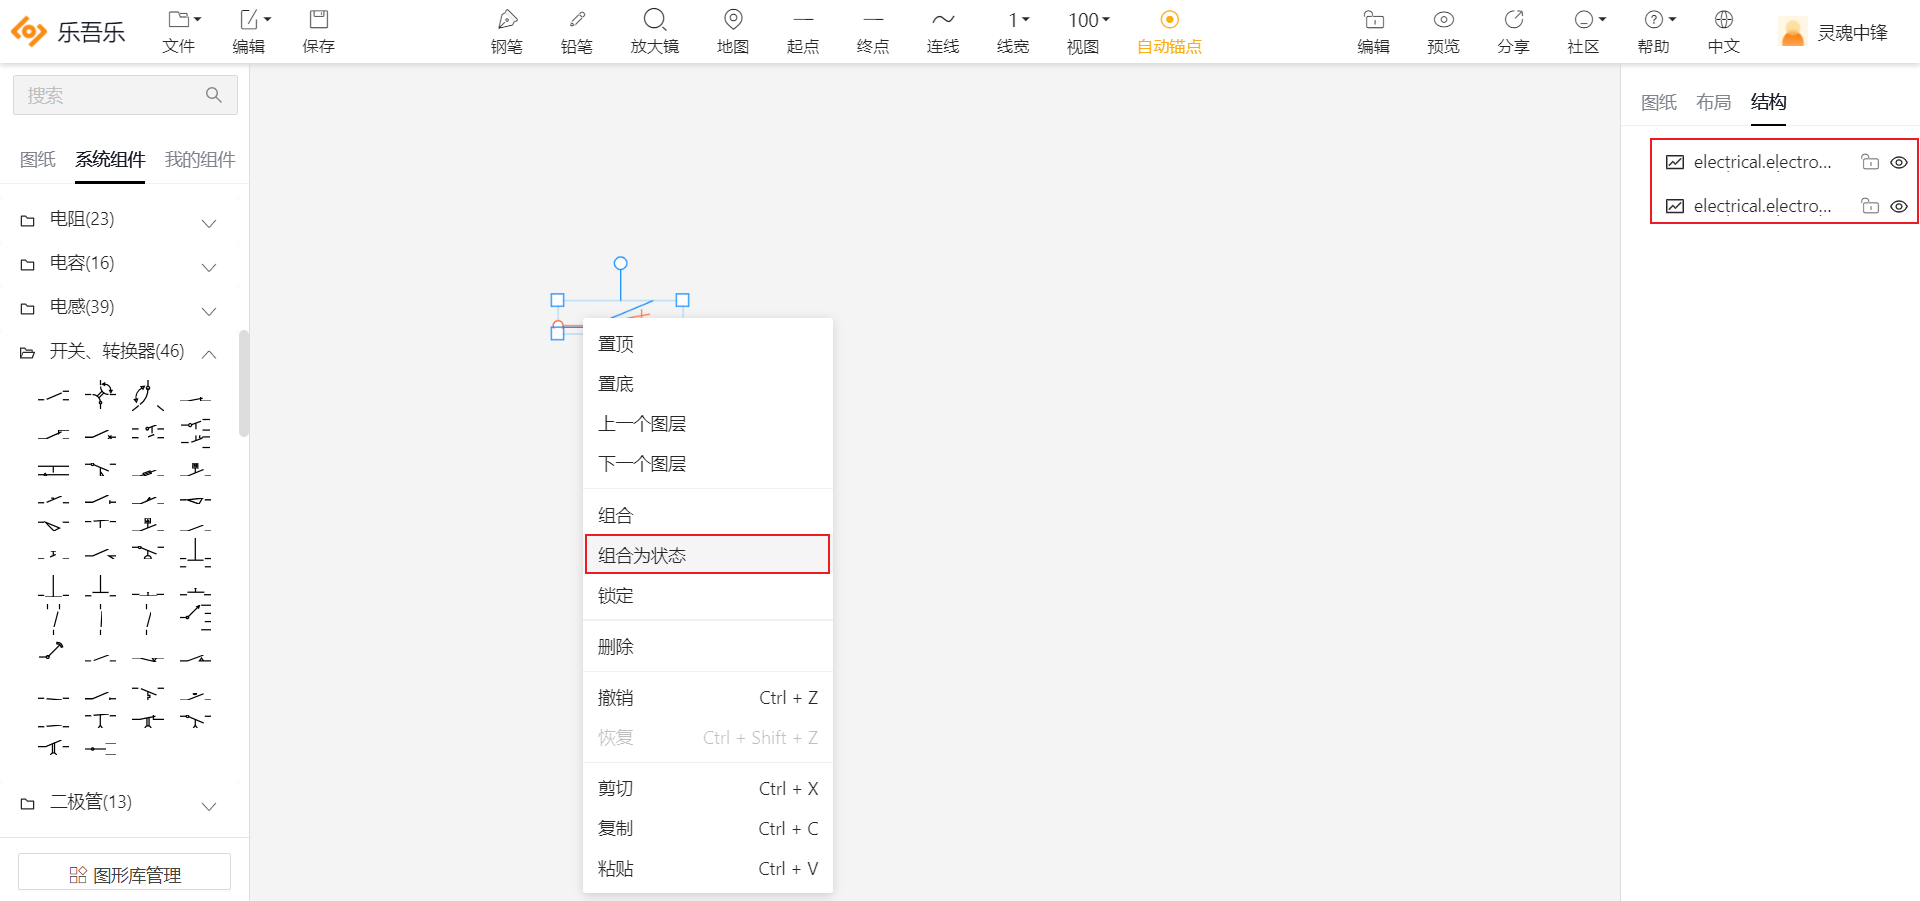 乐吾乐
文件
编辑
保存
钢笔
铅笔
放大镜
地图
起点
终点
连线
1
线宽
100
视图
自动锚点
编辑
预览
分享
社区
帮助
中文
灵魂中锋
搜索
图纸 系统组件 我的组件
电阻(23)
电容(16)
电感(39)
开关、转换器(46)
二极管(13)
图形库管理
置顶
置底
上一个图层
下一个图层
组合
组合为状态
锁定
删除
撤销 Ctrl + Z
恢复 Ctrl + Shift + Z
剪切 Ctrl + X
复制 Ctrl + C
粘贴 Ctrl + V
图纸 布局 结构
electrical.electro...
electrical.electro...